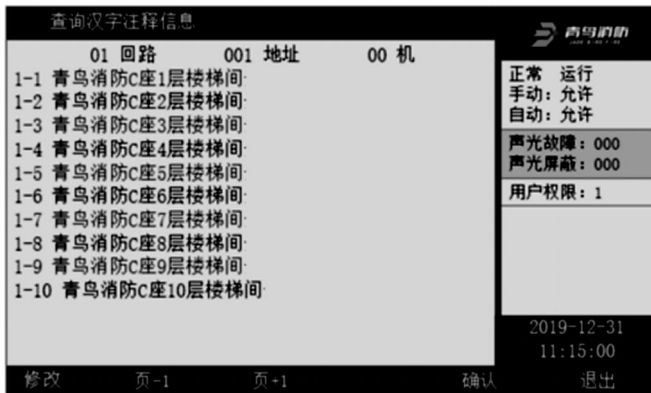 查询汉字注释信息
01 回路 001 地址 00 机
1-1 青鸟消防C座1层楼梯间
1-2 青鸟消防C座2层楼梯间
1-3 青鸟消防C座3层楼梯间
1-4 青鸟消防C座4层楼梯间
1-5 青鸟消防C座5层楼梯间
1-6 青鸟消防C座6层楼梯间
1-7 青鸟消防C座7层楼梯间
1-8 青鸟消防C座8层楼梯间
1-9 青鸟消防C座9层楼梯间
1-10 青鸟消防C座10层楼梯间
青鸟消防
正常 运行
手动：允许
自动：允许
声光故障：000
声光屏蔽：000
用户权限：1
2019-12-31
11:15:00
修改 页-1 页+1 确认 退出